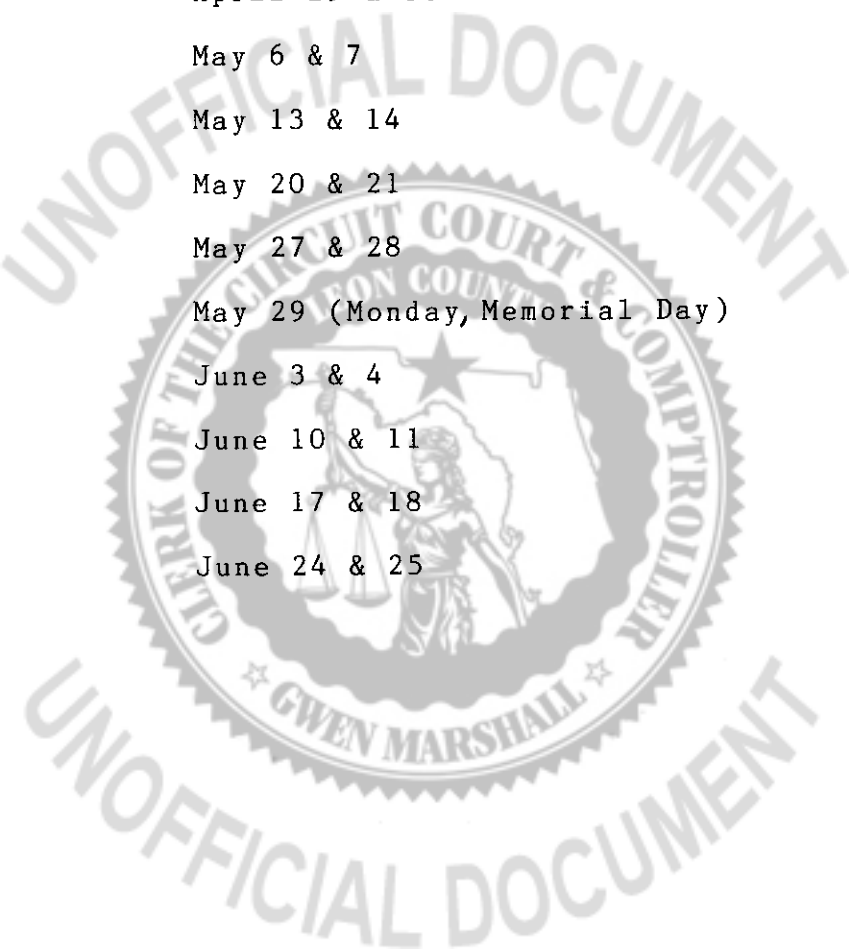 May 6 & 7
May 13 & 14
May 20 & 21
May 27 & 28
May 29 (Monday, Memorial Day)
June 3 & 4
June 10 & 11
June 17 & 18
June 24 & 25
UNOFFICIAL DOCUMENT
CLERK OF THE CIRCUIT COURT & COMPTROLLER
LEON COUNTY
GWEN MARSHALL
UNOFFICIAL DOCUMENT